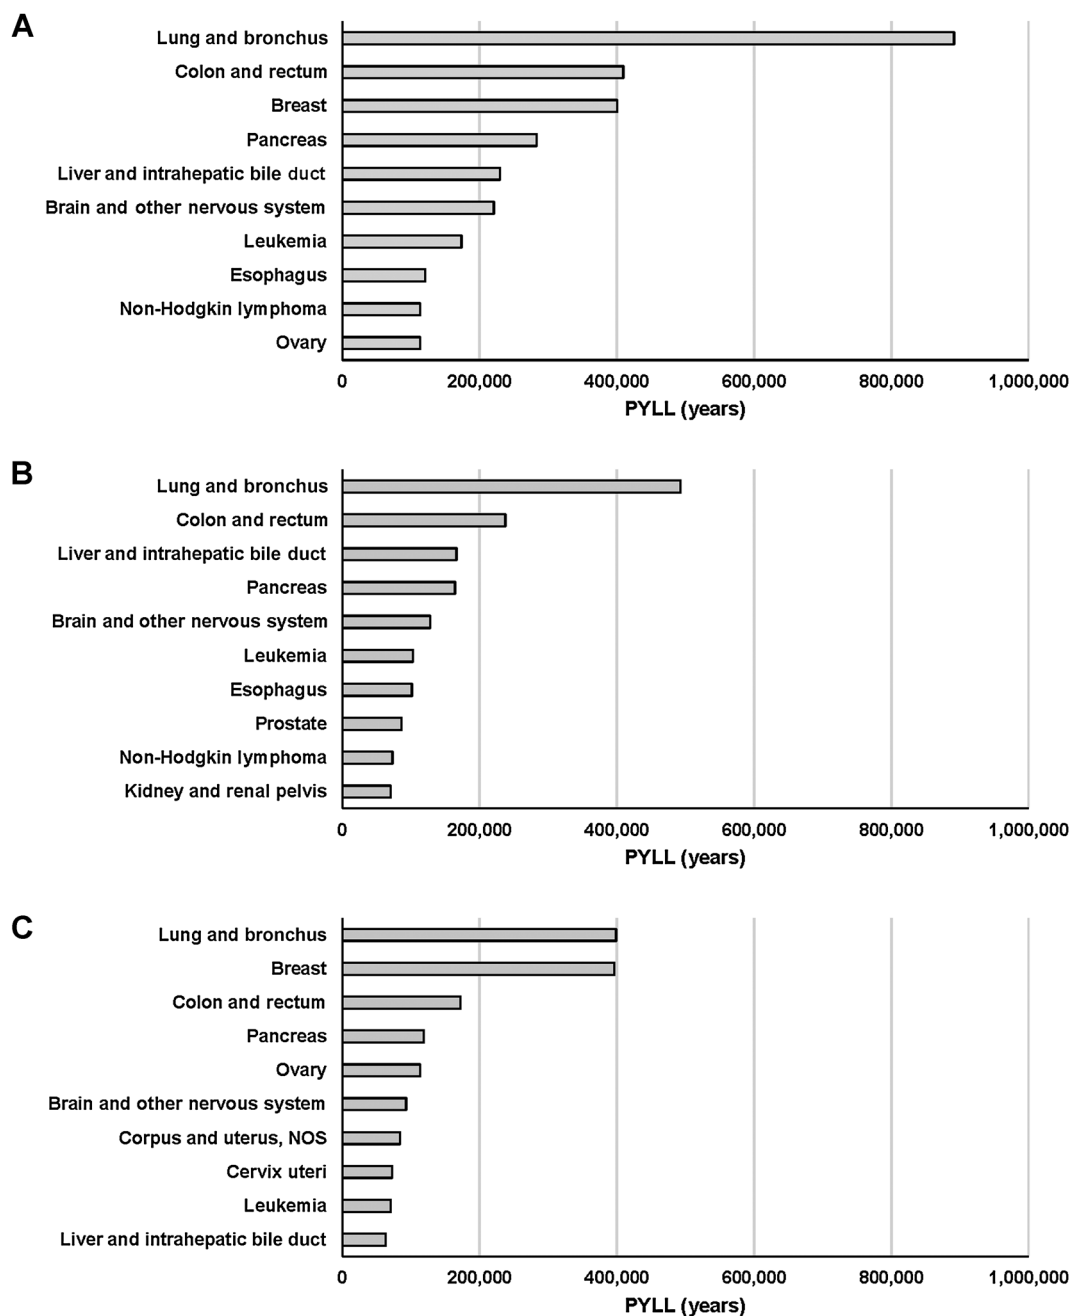 A
Lung and bronchus
Colon and rectum
Breast
Pancreas
Liver and intrahepatic bile duct
Brain and other nervous system
Leukemia
Esophagus
Non-Hodgkin lymphoma
Ovary
0 200,000 400,000 600,000 800,000 1,000,000
PYLL (years)
B
Lung and bronchus
Colon and rectum
Liver and intrahepatic bile duct
Pancreas
Brain and other nervous system
Leukemia
Esophagus
Prostate
Non-Hodgkin lymphoma
Kidney and renal pelvis
0 200,000 400,000 600,000 800,000 1,000,000
PYLL (years)
C
Lung and bronchus
Breast
Colon and rectum
Pancreas
Ovary
Brain and other nervous system
Corpus and uterus, NOS
Cervix uteri
Leukemia
Liver and intrahepatic bile duct
0 200,000 400,000 600,000 800,000 1,000,000
PYLL (years)